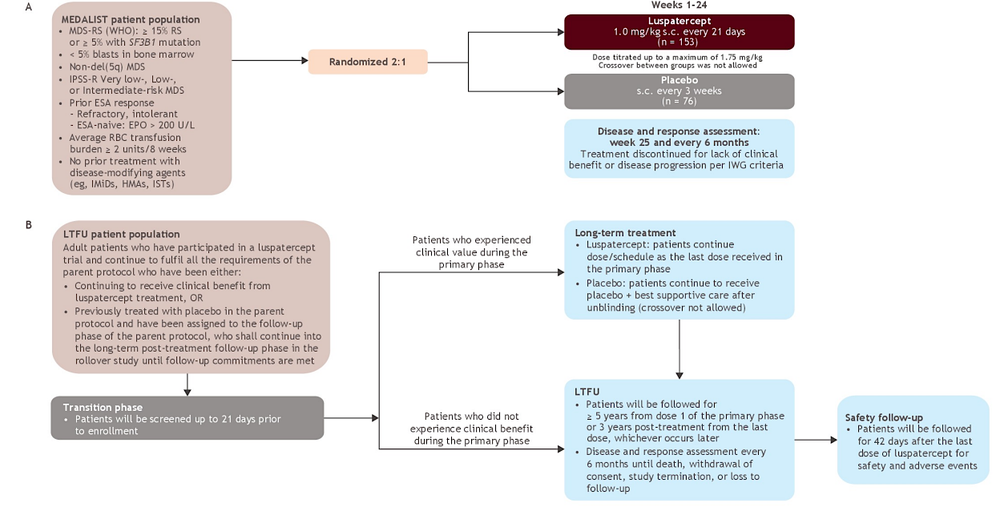 A
MEDALIST patient population
• MDS-RS (WHO): ≥ 15% RS
or ≥ 5% with SF3B1 mutation
• < 5% blasts in bone marrow
• Non-del(5q) MDS
• IPSS-R Very low-, Low-,
or Intermediate-risk MDS
• Prior ESA response
- Refractory, intolerant
- ESA-naive: EPO > 200 U/L
• Average RBC transfusion
burden ≥ 2 units/8 weeks
• No prior treatment with
disease-modifying agents
(eg, IMiDs, HMAs, ISTs)
Randomized 2:1
Weeks 1-24
Luspatercept
1.0 mg/kg s.c. every 21 days
(n = 153)
Dose titrated up to a maximum of 1.75 mg/kg
Crossover between groups was not allowed
Placebo
s.c. every 3 weeks
(n = 76)
Disease and response assessment:
week 25 and every 6 months
Treatment discontinued for lack of clinical
benefit or disease progression per IWG criteria
B
LTFU patient population
Adult patients who have participated in a luspatercept
trial and continue to fulfil all the requirements of the
parent protocol who have been either:
• Continuing to receive clinical benefit from
luspatercept treatment, OR
• Previously treated with placebo in the parent
protocol and have been assigned to the follow-up
phase of the parent protocol, who shall continue into
the long-term post-treatment follow-up phase in the
rollover study until follow-up commitments are met
Transition phase
• Patients will be screened up to 21 days prior
to enrollment
Patients who experienced
clinical value during the
primary phase
Patients who did not
experience clinical benefit
during the primary phase
Long-term treatment
• Luspatercept: patients continue
dose/schedule as the last dose received in
the primary phase
• Placebo: patients continue to receive
placebo + best supportive care after
unblinding (crossover not allowed)
LTFU
• Patients will be followed for
≥ 5 years from dose 1 of the primary phase
or 3 years post-treatment from the last
dose, whichever occurs later
• Disease and response assessment every
6 months until death, withdrawal of
consent, study termination, or loss to
follow-up
Safety follow-up
• Patients will be followed
for 42 days after the last
dose of luspatercept for
safety and adverse events